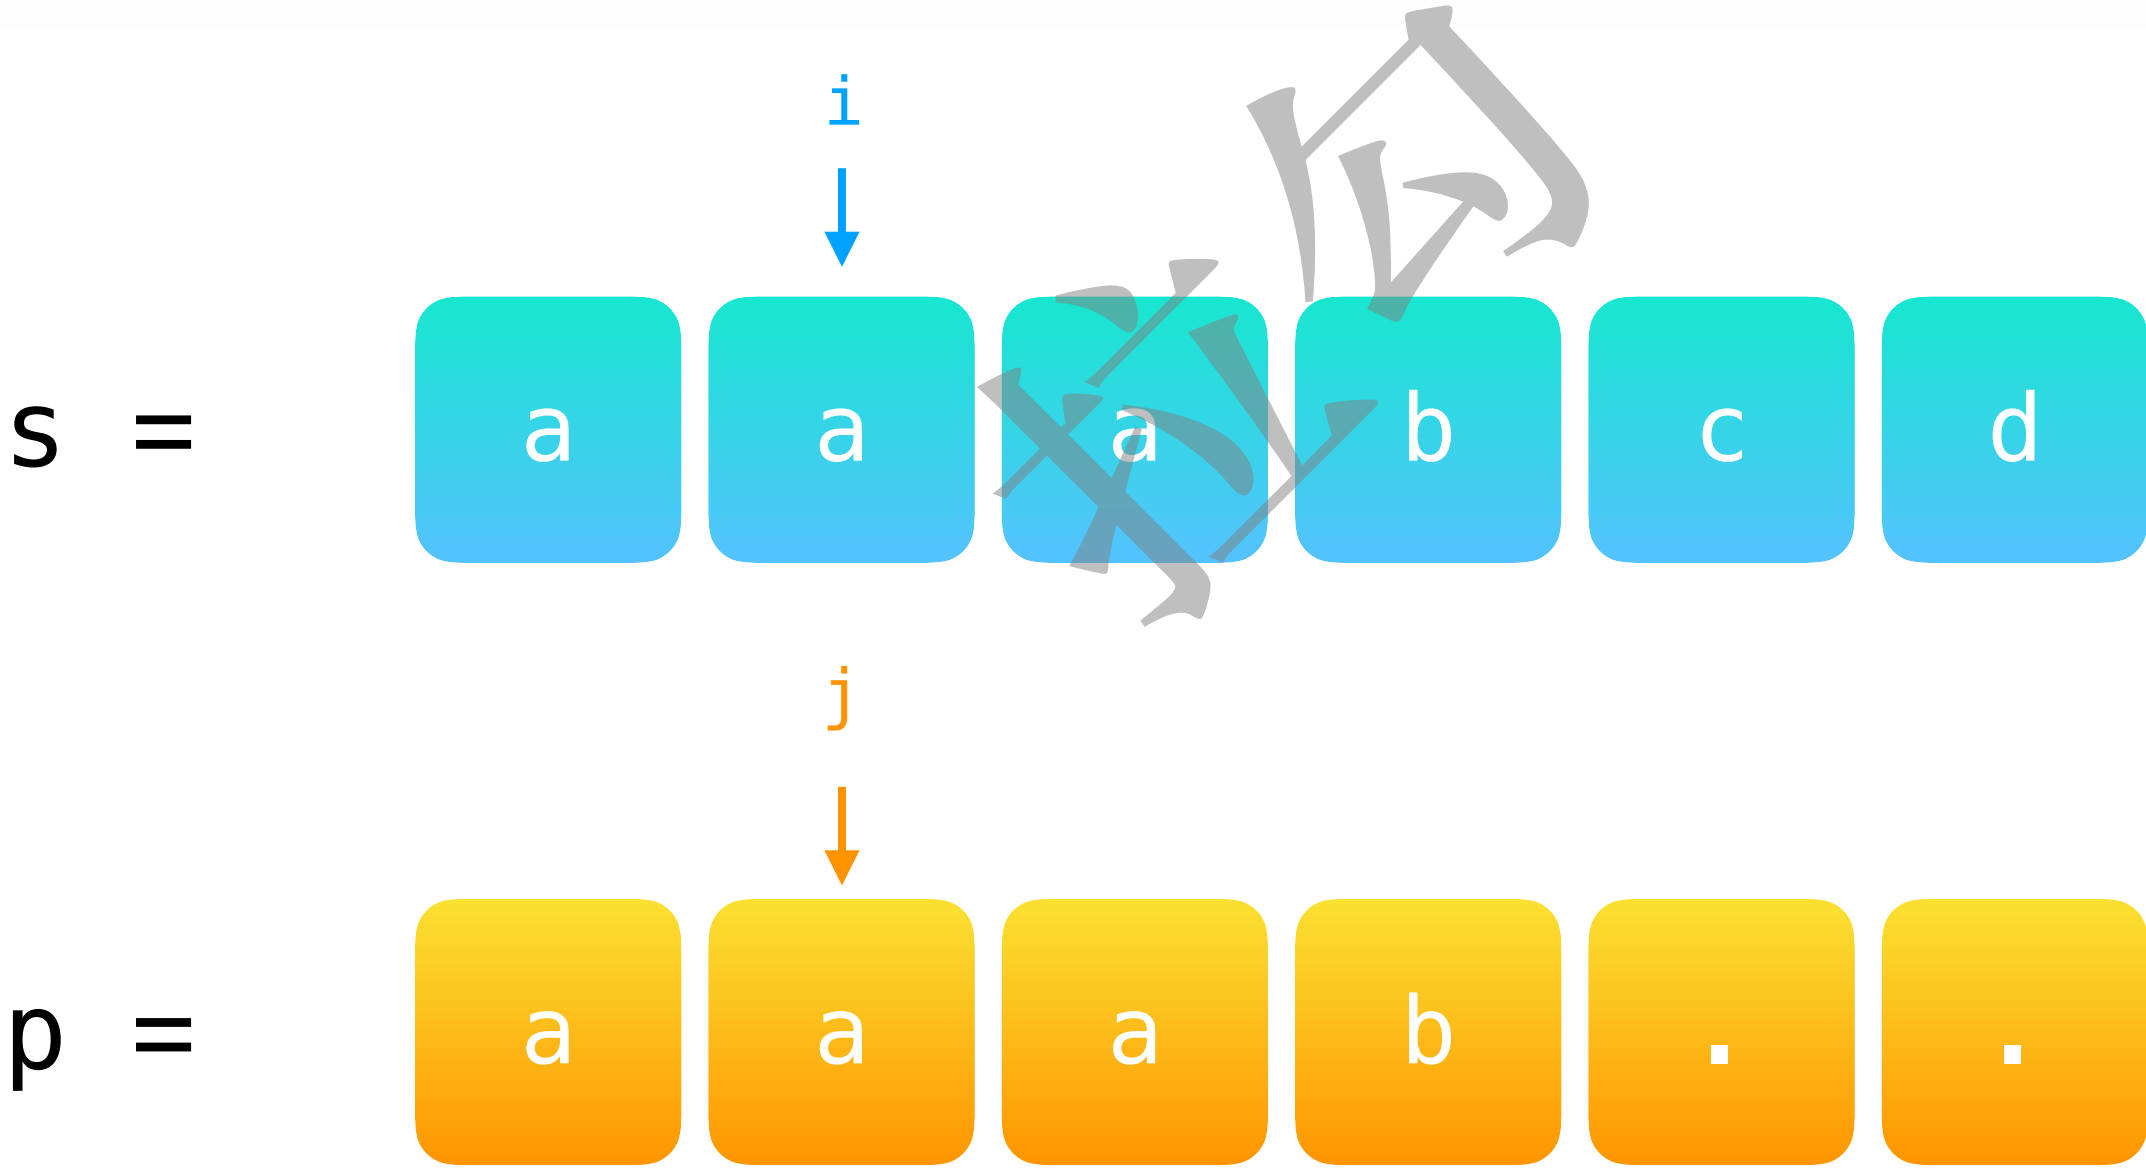 i
s = a a a b c d
j
p = a a a b . .